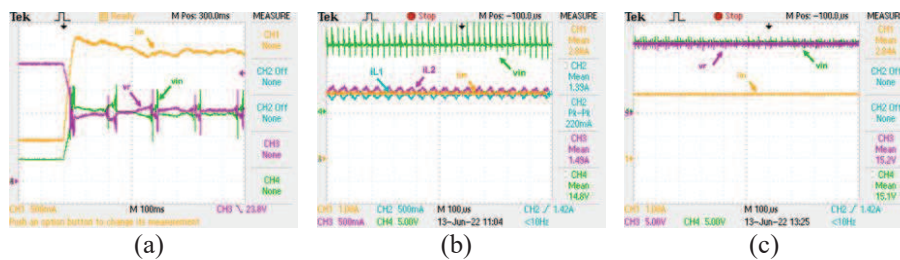 Tek Ready M Pos: 300.0ms MEASURE
CH1
None
CH2 Off
None
CH2 Off
None
CH3
None
CH4
None
iin
vr
vin
4
CH1 500mA M 100ms CH3 \ 23.8V
Push an option button to change its measurement
(a)
Tek Stop M Pos: -100.0µs MEASURE
CH1
Mean
CH2
Mean
1.39A
CH2
Pk-Pk
220mA
CH3
Mean
1.49A
CH4
Mean
14.8V
vin
iL1
iL2
iin
CH1 1.00A CH2 500mA M 100µs CH2 / 1.42A
CH3 500mA CH4 5.00V 13-Jun-22 11:04 <10Hz
(b)
Tek Stop M Pos: -100.0µs MEASURE
CH1
Mean
2.84A
CH2 Off
None
CH2 Off
None
CH3
Mean
15.2V
CH4
Mean
15.1V
vr
vin
iin
CH1 1.00A M 100µs CH2 / 1.42A
CH3 5.00V CH4 5.00V 13-Jun-22 13:25 <10Hz
(c)